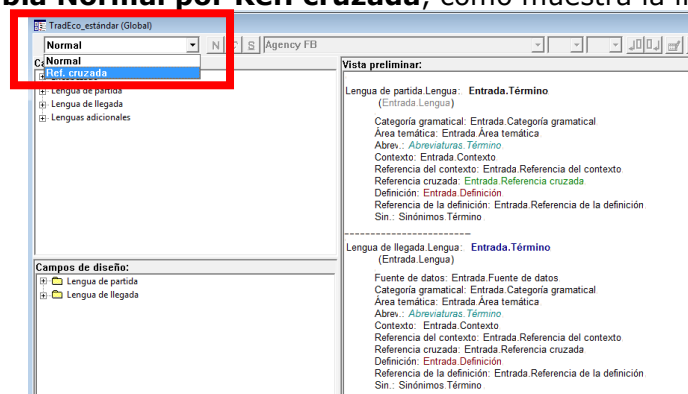 bia Normal por Ref. cruzada, como muestra la
TradEco_estándar (Global)
Normal
N
S
Agency FB
Normal
Ref. cruzada
Vista preliminar:
Lengua de partida
Lengua de llegada
Lenguas adicionales
Lengua de partida.Lengua: Entrada.Término
(Entrada.Lengua)
Categoría gramatical: Entrada.Categoría gramatical
Área temática: Entrada.Área temática
Abrev.: Abreviaturas.Término
Contexto: Entrada.Contexto
Referencia del contexto: Entrada.Referencia del contexto
Referencia cruzada: Entrada.Referencia cruzada
Definición: Entrada.Definición
Referencia de la definición: Entrada.Referencia de la definición
Sin.: Sinónimos.Término
------------------------
Lengua de llegada.Lengua: Entrada.Término
(Entrada.Lengua)
Fuente de datos: Entrada.Fuente de datos
Categoría gramatical: Entrada.Categoría gramatical
Área temática: Entrada.Área temática
Abrev.: Abreviaturas.Término
Contexto: Entrada.Contexto
Referencia del contexto: Entrada.Referencia del contexto
Referencia cruzada: Entrada.Referencia cruzada
Definición: Entrada.Definición
Referencia de la definición: Entrada.Referencia de la definición
Sin.: Sinónimos.Término
Campos de diseño:
Lengua de partida
Lengua de llegada